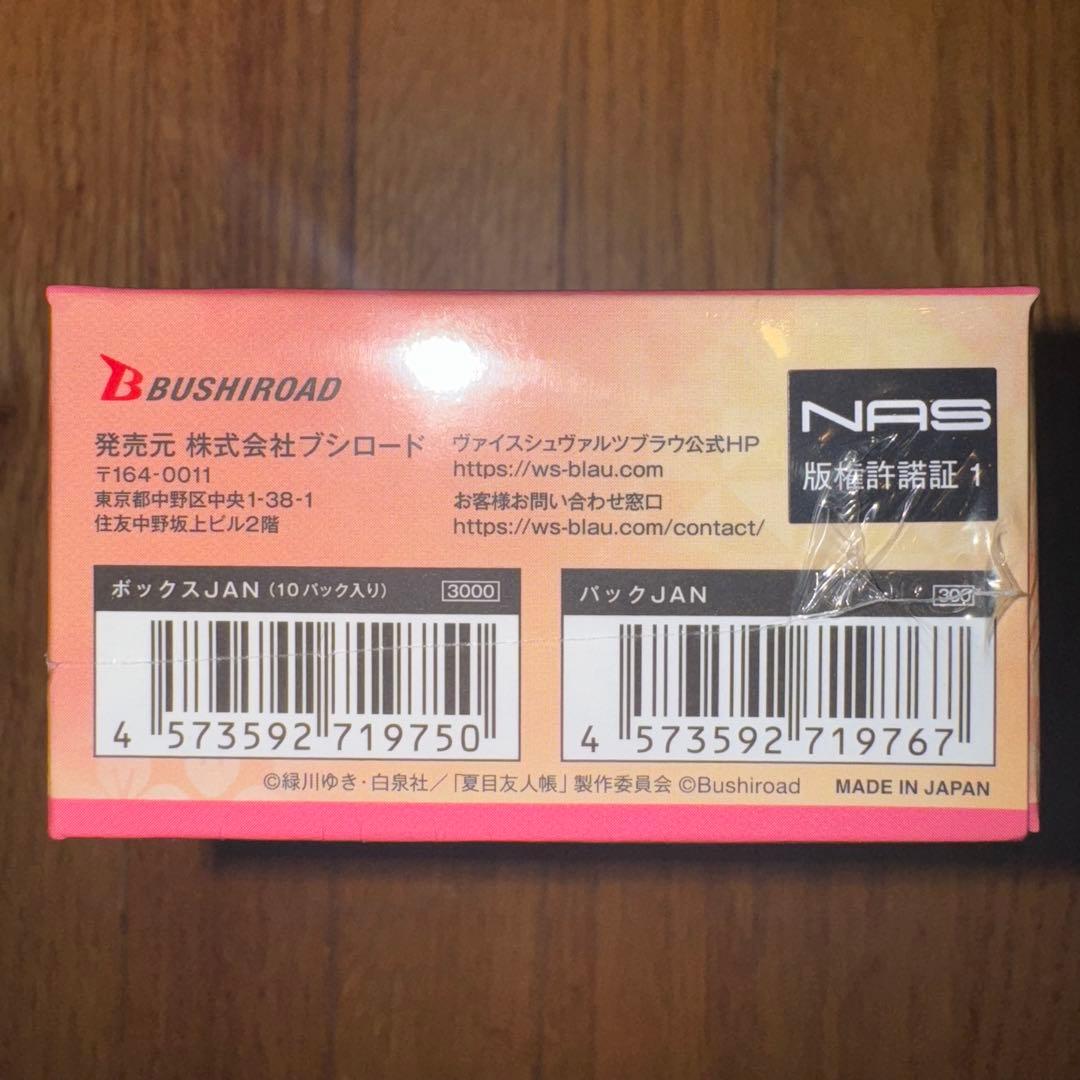 BUSHIROAD
発売元 株式会社ブシロード
〒164-0011
東京都中野区中央1-38-1
住友中野坂上ビル2階
ヴァイスシュヴァルツブラウ公式HP
https://ws-blau.com
お客様お問い合わせ窓口
https://ws-blau.com/contact/
NAS
版権許諾証 1
ボックスJAN(10パック入り) 3000
4 573592 719750
パックJAN 300
4 573592 719767
©緑川ゆき・白泉社／「夏目友人帳」製作委員会 ©Bushiroad
MADE IN JAPAN